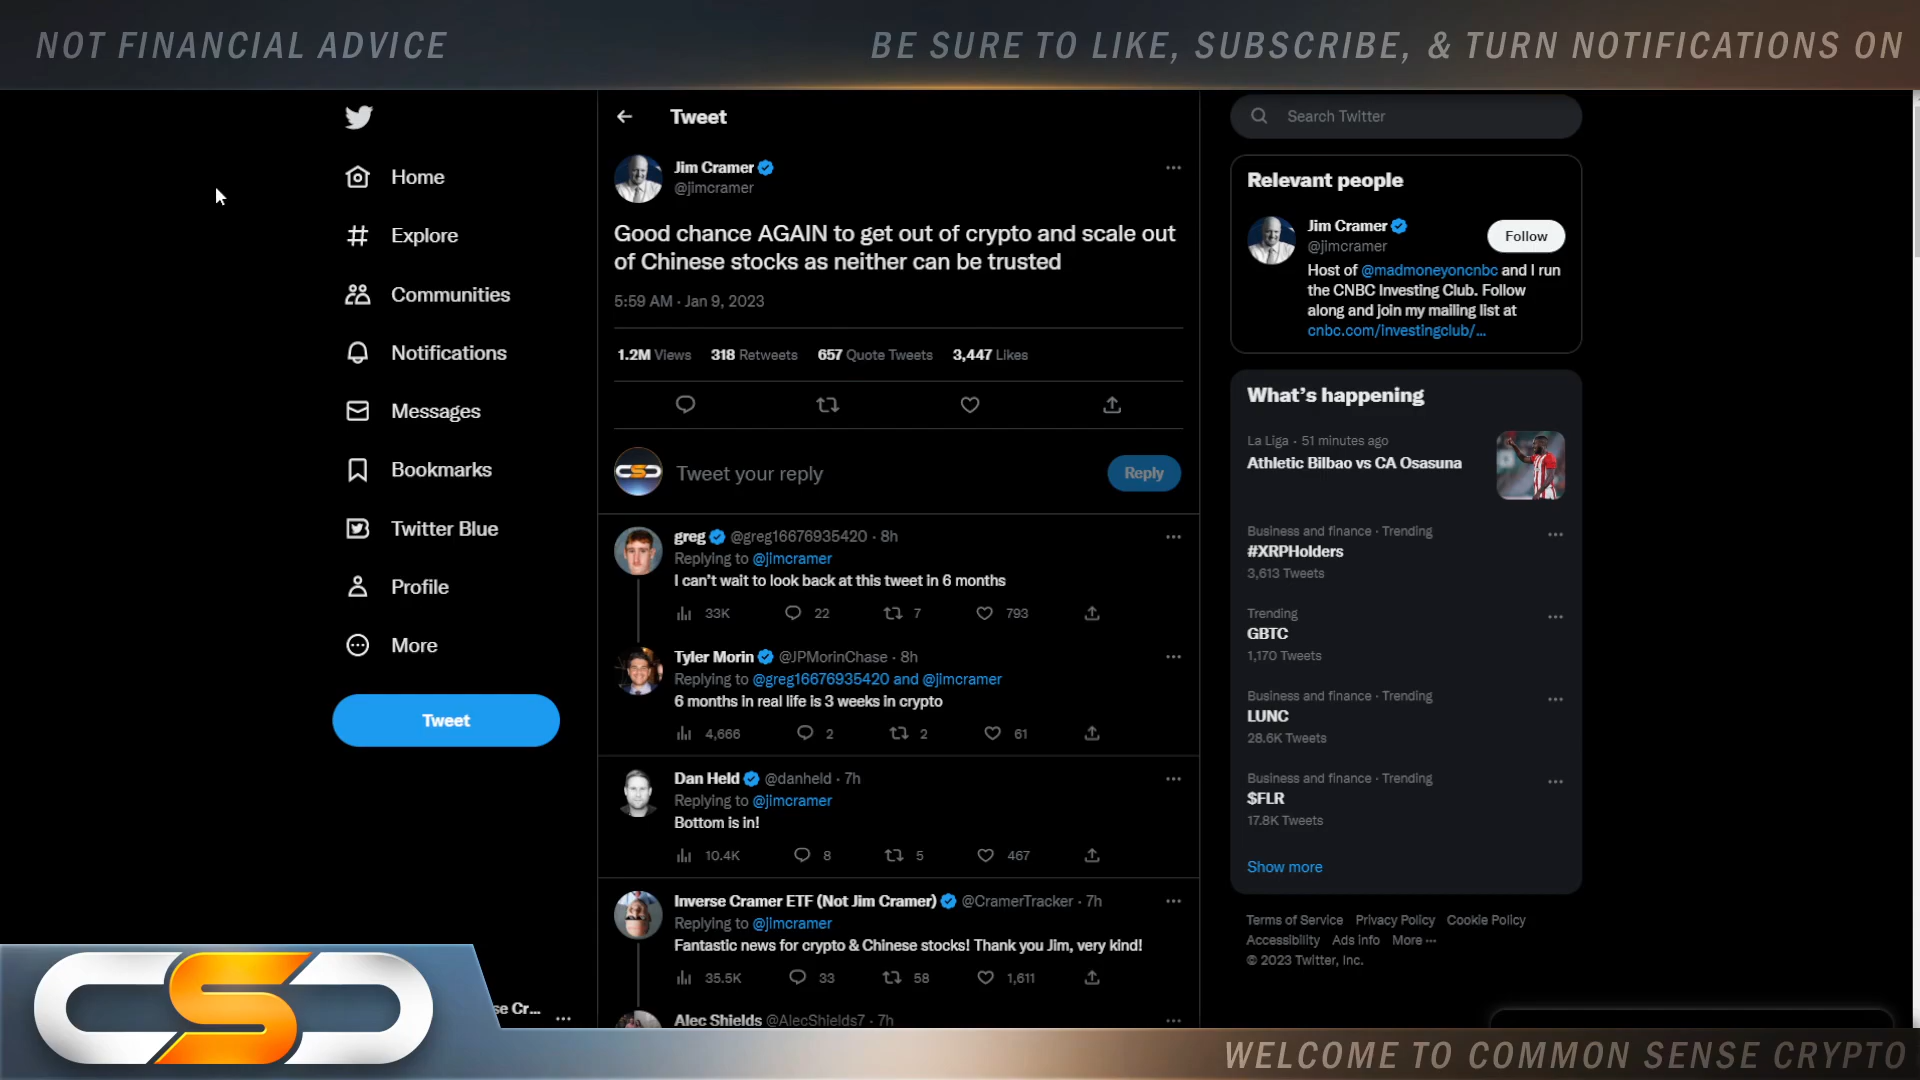 NOT FINANCIAL ADVICE
BE SURE TO LIKE, SUBSCRIBE, & TURN NOTIFICATIONS ON
Home
Explore
Communities
Notifications
Messages
Bookmarks
Twitter Blue
Profile
More
Tweet
se Cr...
Tweet
Jim Cramer
@jimcramer
Good chance AGAIN to get out of crypto and scale out
of Chinese stocks as neither can be trusted
5:59 AM · Jan 9, 2023
1.2M Views 318 Retweets 657 Quote Tweets 3,447 Likes
Tweet your reply
Reply
greg @greg16676935420 · 8h
Replying to @jimcramer
I can't wait to look back at this tweet in 6 months
33K 22 7 793
Tyler Morin @JPMorinChase · 8h
Replying to @greg16676935420 and @jimcramer
6 months in real life is 3 weeks in crypto
4,666 2 2 61
Dan Held @danheld · 7h
Replying to @jimcramer
Bottom is in!
10.4K 8 5 467
Inverse Cramer ETF (Not Jim Cramer) @CramerTracker · 7h
Replying to @jimcramer
Fantastic news for crypto & Chinese stocks! Thank you Jim, very kind!
35.5K 33 58 1,611
Alec Shields @AlecShields7 · 7h
Search Twitter
Relevant people
Jim Cramer
@jimcramer
Follow
Host of @madmoneyoncnbc and I run
the CNBC Investing Club. Follow
along and join my mailing list at
cnbc.com/investingclub/...
What's happening
La Liga · 51 minutes ago
Athletic Bilbao vs CA Osasuna
Business and finance · Trending
#XRPHolders
3,613 Tweets
Trending
GBTC
1,170 Tweets
Business and finance · Trending
LUNC
28.6K Tweets
Business and finance · Trending
$FLR
17.8K Tweets
Show more
Terms of Service Privacy Policy Cookie Policy
Accessibility Ads info More ···
© 2023 Twitter, Inc.
CSC
WELCOME TO COMMON SENSE CRYPTO